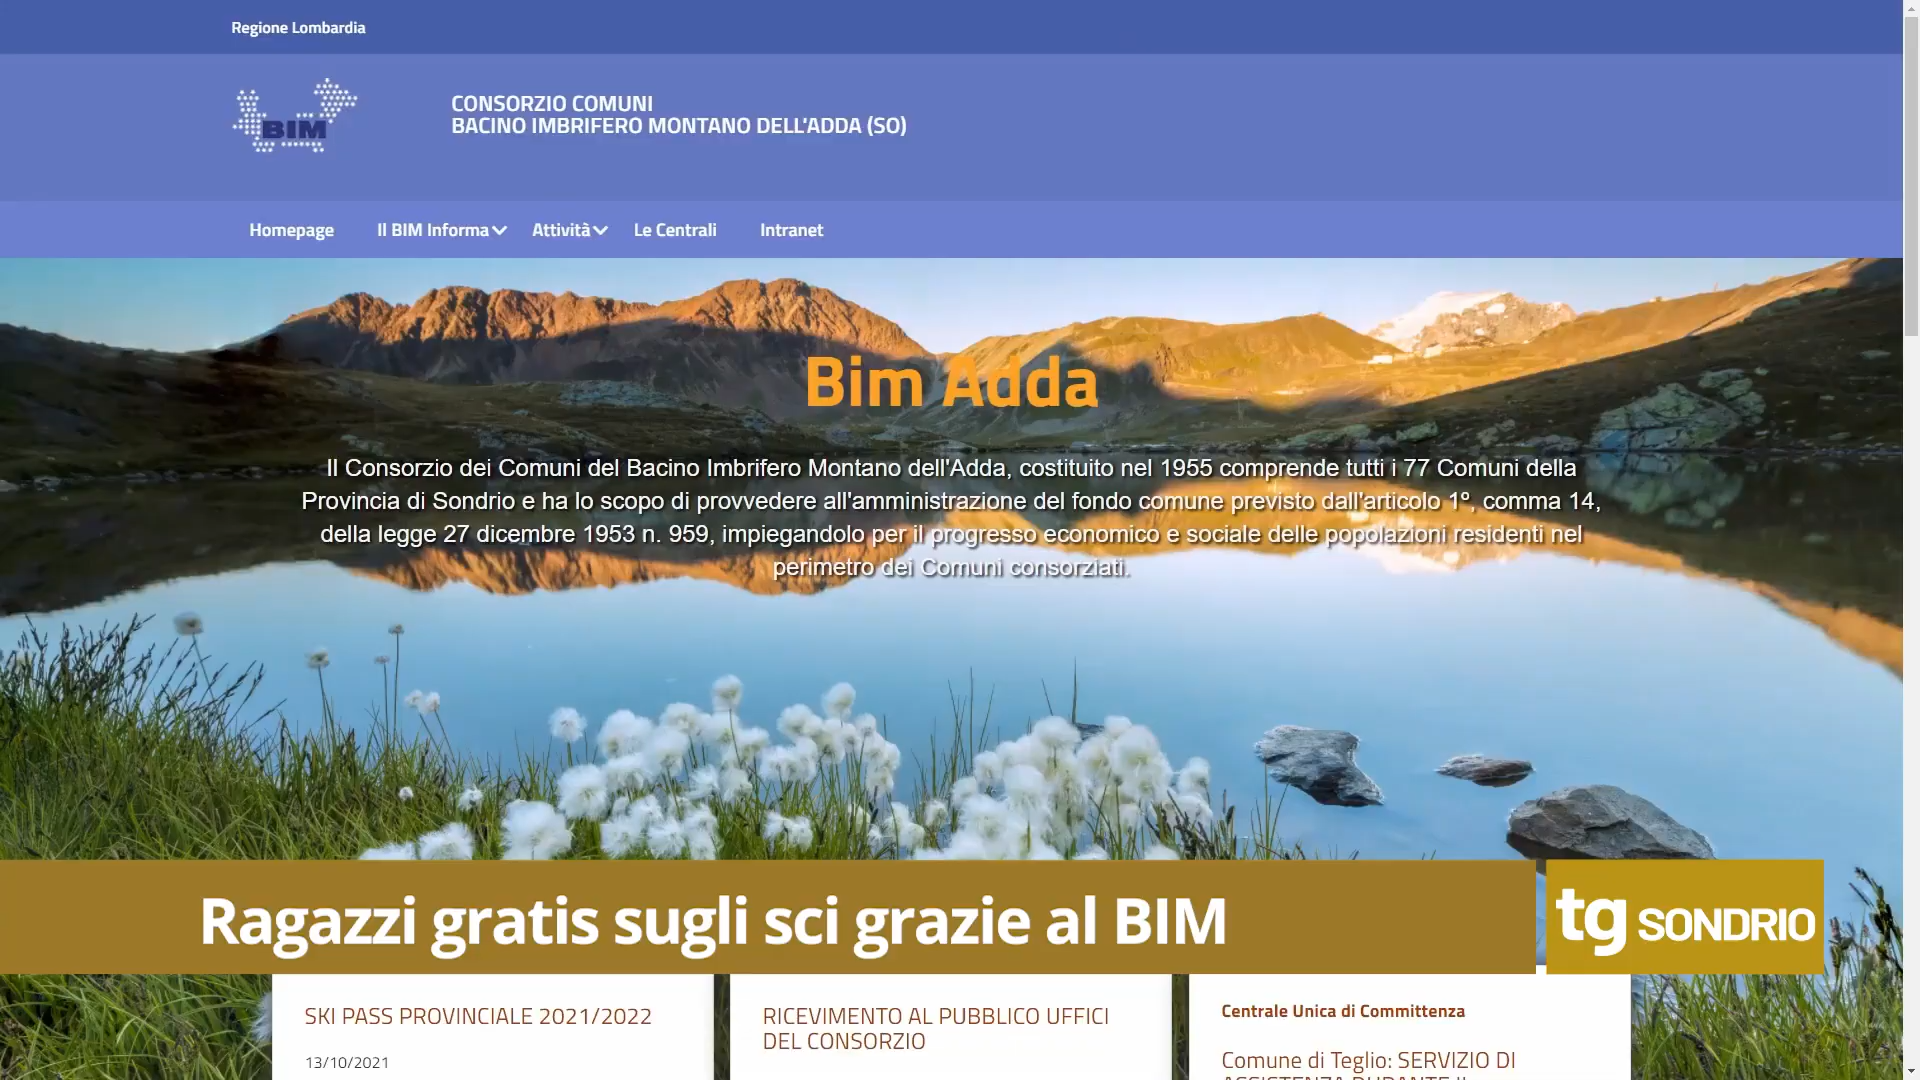 Regione Lombardia
BIM
CONSORZIO COMUNI
BACINO IMBRIFERO MONTANO DELL'ADDA (SO)
Homepage Il BIM Informa Attività Le Centrali Intranet
Bim Adda
Il Consorzio dei Comuni del Bacino Imbrifero Montano dell'Adda, costituito nel 1955 comprende tutti i 77 Comuni della
Provincia di Sondrio e ha lo scopo di provvedere all'amministrazione del fondo comune previsto dall'articolo 1º, comma 14,
della legge 27 dicembre 1953 n. 959, impiegandolo per il progresso economico e sociale delle popolazioni residenti nel
perimetro dei Comuni consorziati.
Ragazzi gratis sugli sci grazie al BIM
tg SONDRIO
SKI PASS PROVINCIALE 2021/2022
13/10/2021
RICEVIMENTO AL PUBBLICO UFFICI
DEL CONSORZIO
Centrale Unica di Committenza
Comune di Teglio: SERVIZIO DI
ASSISTENZA DURANTE IL